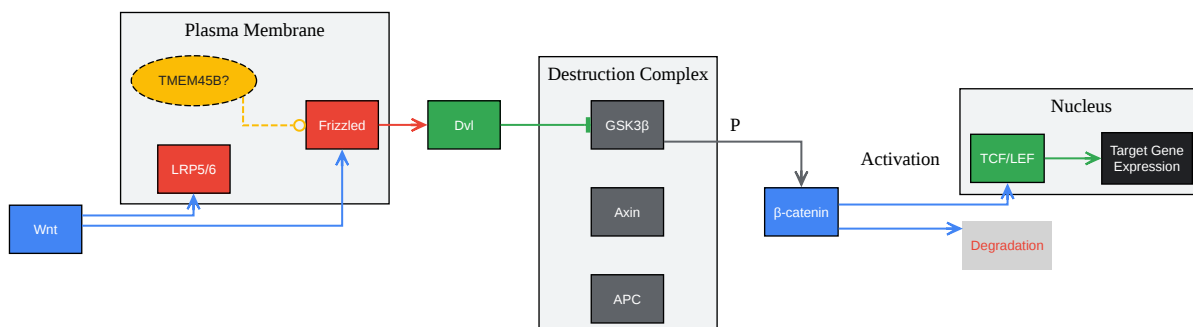 Plasma Membrane
TMEM45B?
Frizzled
LRP5/6
Wnt
Dvl
Destruction Complex
GSK3β
Axin
APC
P
β-catenin
Activation
Nucleus
TCF/LEF
Target Gene
Expression
Degradation